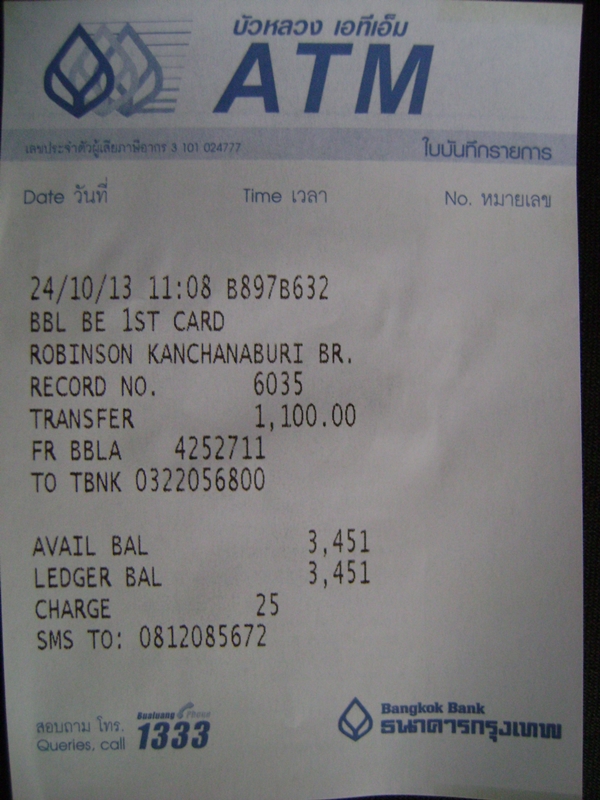 บัวหลวง เอทีเอ็ม
ATM
เลขประจำตัวผู้เสียภาษีอากร 3 101 024777
ใบบันทึกรายการ
Date วันที่ Time เวลา No. หมายเลข
24/10/13 11:08 B897B632
BBL BE 1ST CARD
ROBINSON KANCHANABURI BR.
RECORD NO. 6035
TRANSFER 1,100.00
FR BBLA 4252711
TO TBNK 0322056800
AVAIL BAL 3,451
LEDGER BAL 3,451
CHARGE 25
SMS TO: 0812085672
สอบถาม โทร.
Queries, call
Bualuang Phone
1333
Bangkok Bank
ธนาคารกรุงเทพ